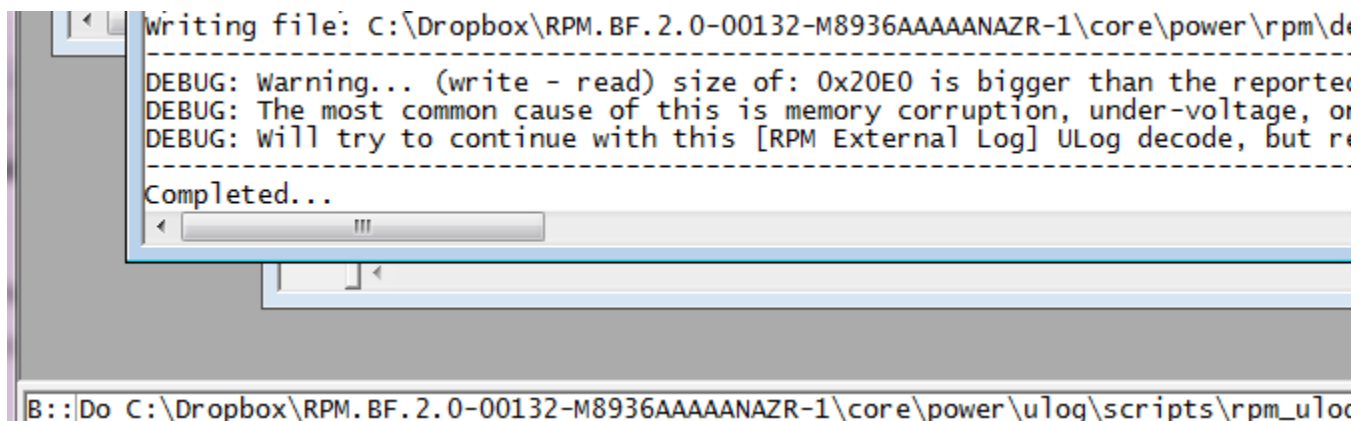 Writing file: C:\Dropbox\RPM.BF.2.0-00132-M8936AAAAANAZR-1\core\power\rpm\de
--------------------------------------------------------------------------------
DEBUG: Warning... (write - read) size of: 0x20E0 is bigger than the reported
DEBUG: The most common cause of this is memory corruption, under-voltage, or
DEBUG: Will try to continue with this [RPM External Log] ULog decode, but re
--------------------------------------------------------------------------------
Completed...
B::Do C:\Dropbox\RPM.BF.2.0-00132-M8936AAAAANAZR-1\core\power\ulog\scripts\rpm_ulog